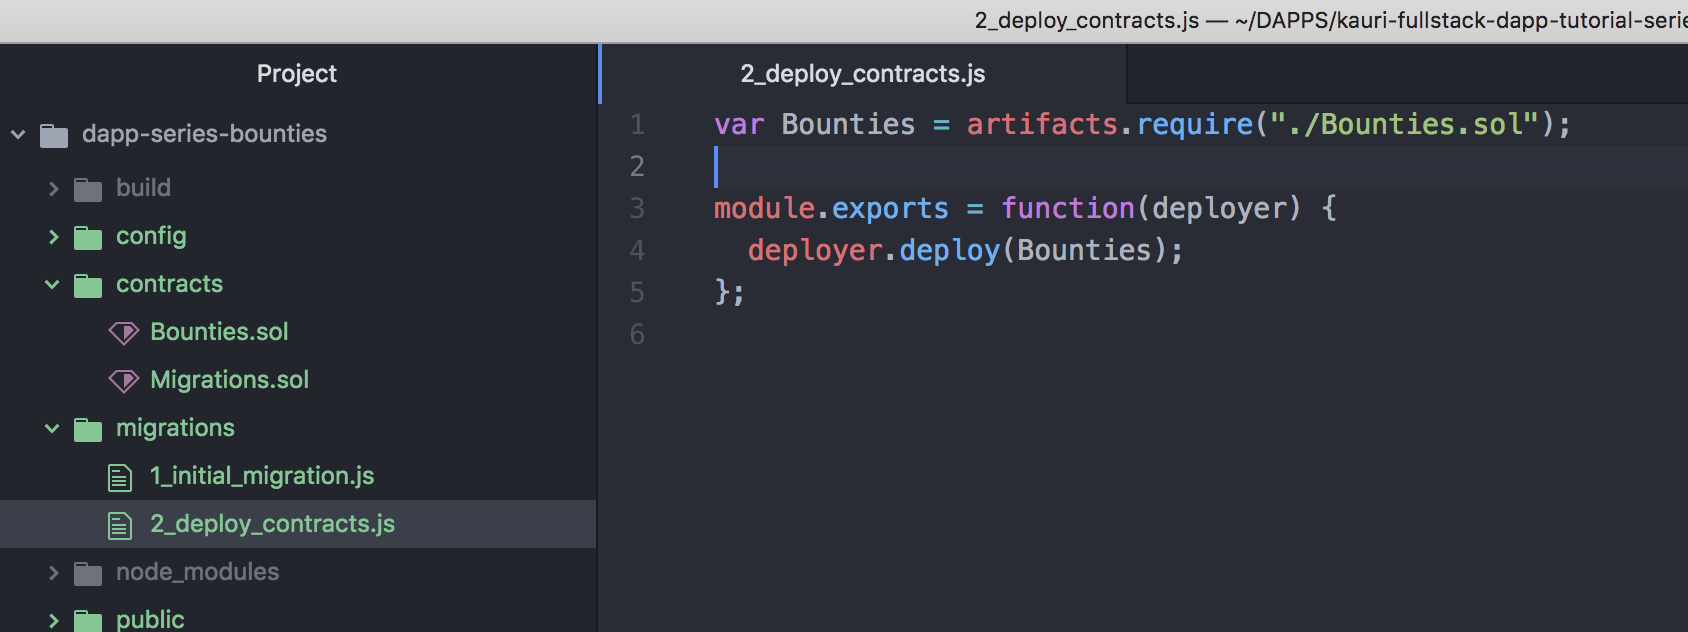 2_deploy_contracts.js — ~/DAPPS/kauri-fullstack-dapp-tutorial-serie
Project
dapp-series-bounties
build
config
contracts
Bounties.sol
Migrations.sol
migrations
1_initial_migration.js
2_deploy_contracts.js
node_modules
public
2_deploy_contracts.js
1 var Bounties = artifacts.require("./Bounties.sol");
2
3 module.exports = function(deployer) {
4   deployer.deploy(Bounties);
5 };
6